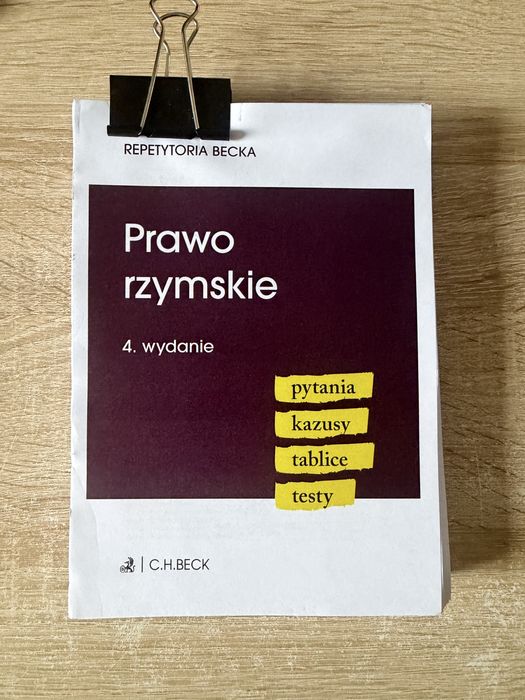 REPETYTORIA BECKA
Prawo
rzymskie
4. wydanie
pytania
kazusy
tablice
testy
C.H.BECK